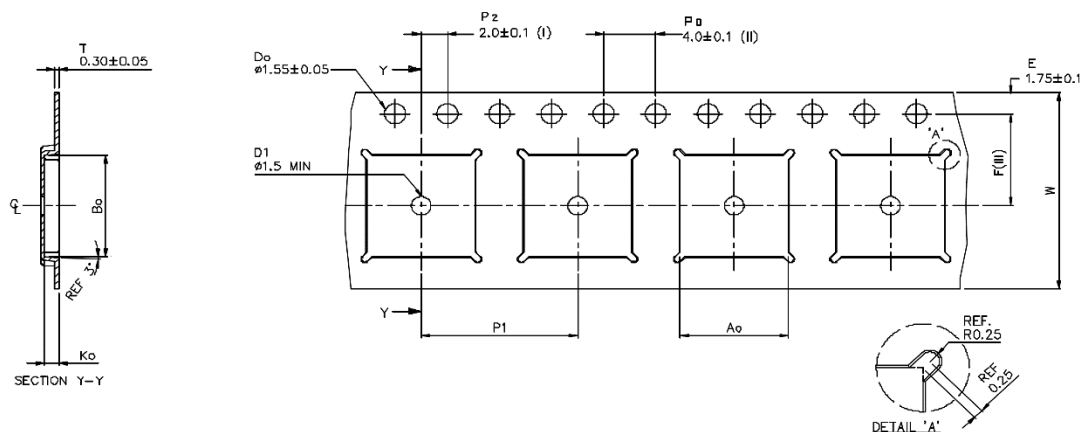 T
0.30±0.05
Bo
REF 3°
Ko
SECTION Y-Y
P2
2.0±0.1 (I)
Po
4.0±0.1 (II)
Do
ø1.55±0.05
Y
E
1.75±0.1
'A'
D1
ø1.5 MIN
F(III)
W
Y
P1
Ao
REF.
R0.25
REF
0.25
DETAIL 'A'